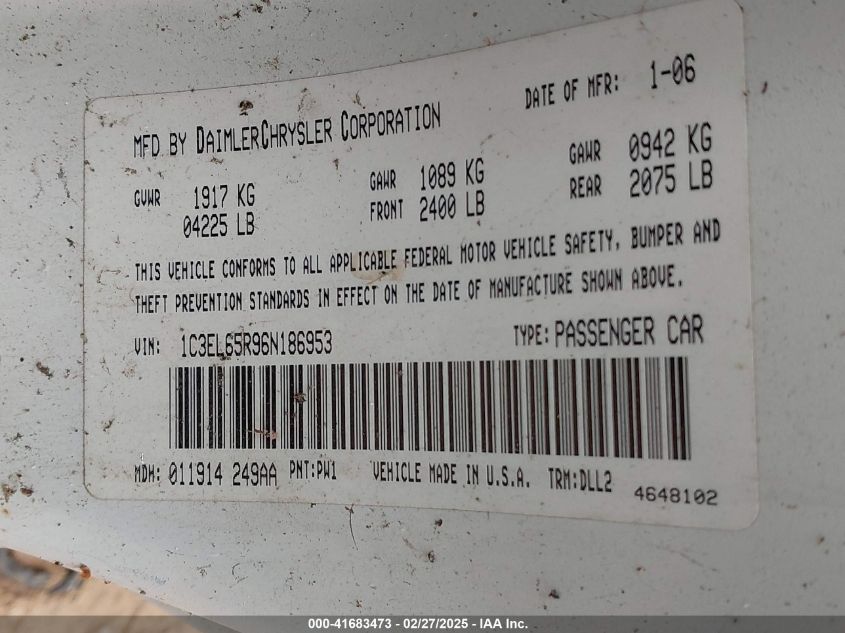 MFD BY DAIMLERCHRYSLER CORPORATION DATE OF MFR: 1-06
GVWR 1917 KG GAWR 1089 KG GAWR 0942 KG
04225 LB FRONT 2400 LB REAR 2075 LB
THIS VEHICLE CONFORMS TO ALL APPLICABLE FEDERAL MOTOR VEHICLE SAFETY, BUMPER AND
THEFT PREVENTION STANDARDS IN EFFECT ON THE DATE OF MANUFACTURE SHOWN ABOVE.
VIN: 1C3EL65R96N186953 TYPE: PASSENGER CAR
MDH: 011914 249AA PNT:PW1 VEHICLE MADE IN U.S.A. TRM:DLL2
4648102
000-41683473 - 02/27/2025 - IAA Inc.